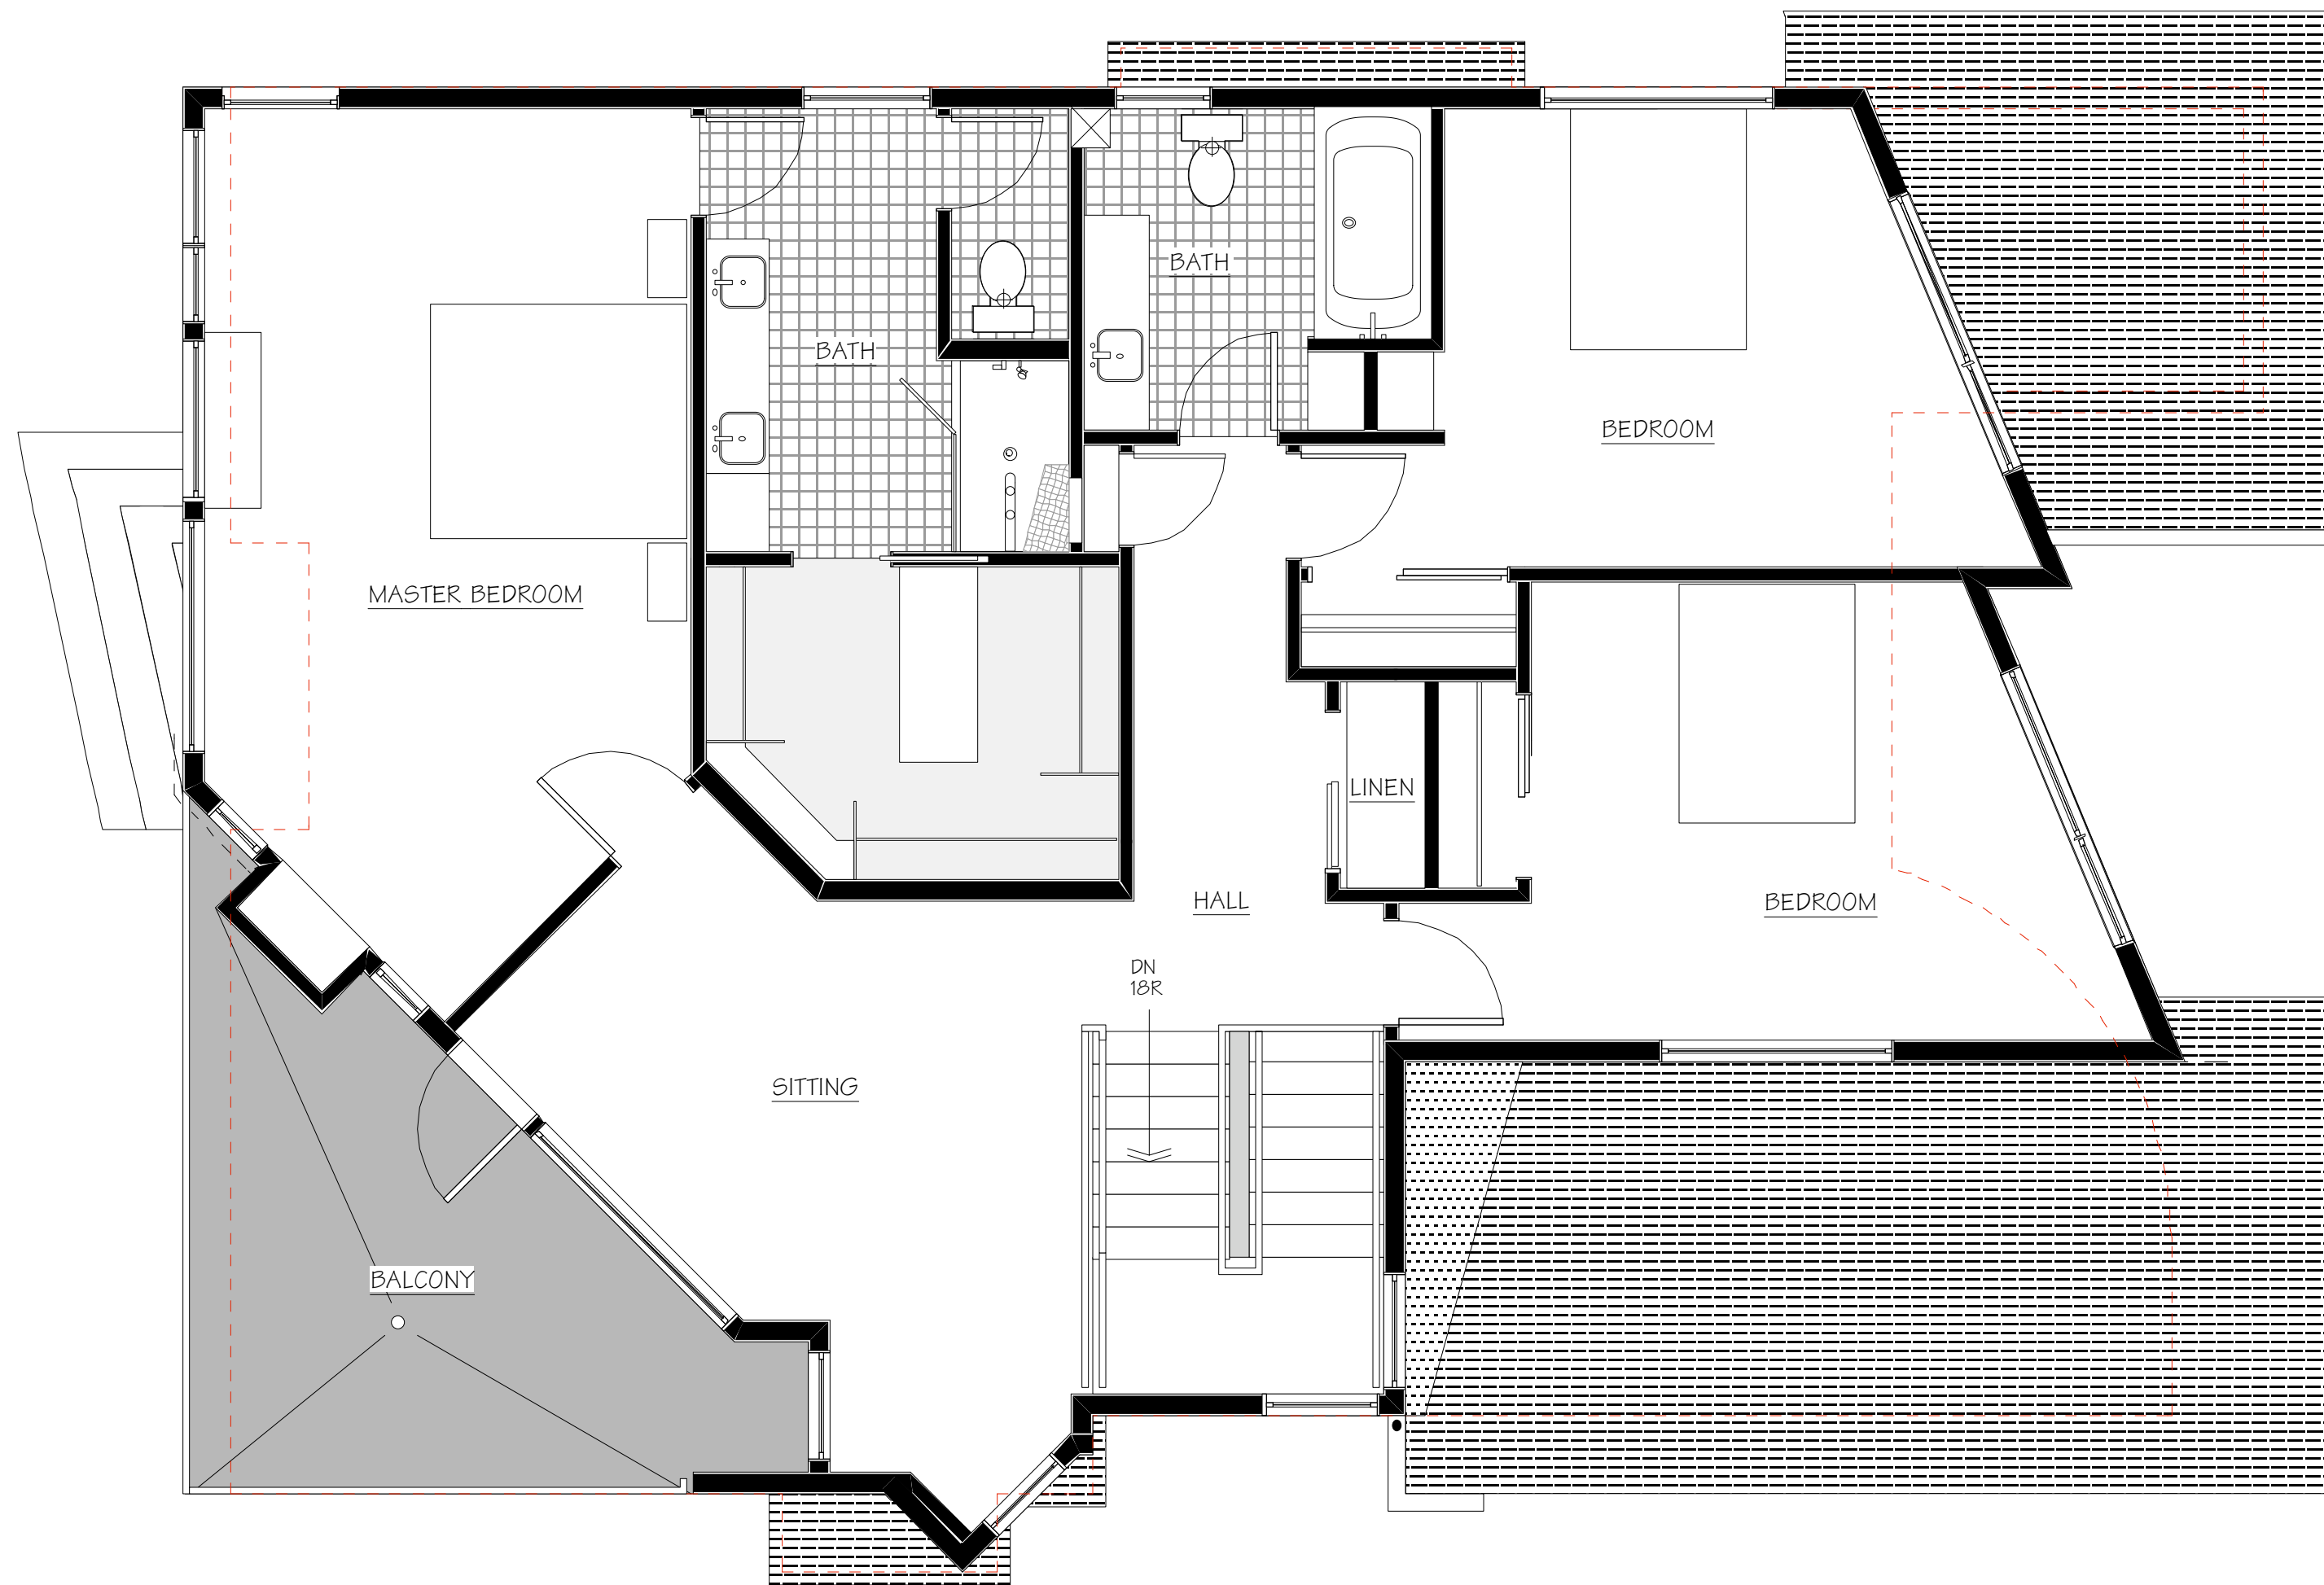 BATH
BATH
BEDROOM
MASTER BEDROOM
LINEN
HALL
BEDROOM
DN
18R
SITTING
BALCONY